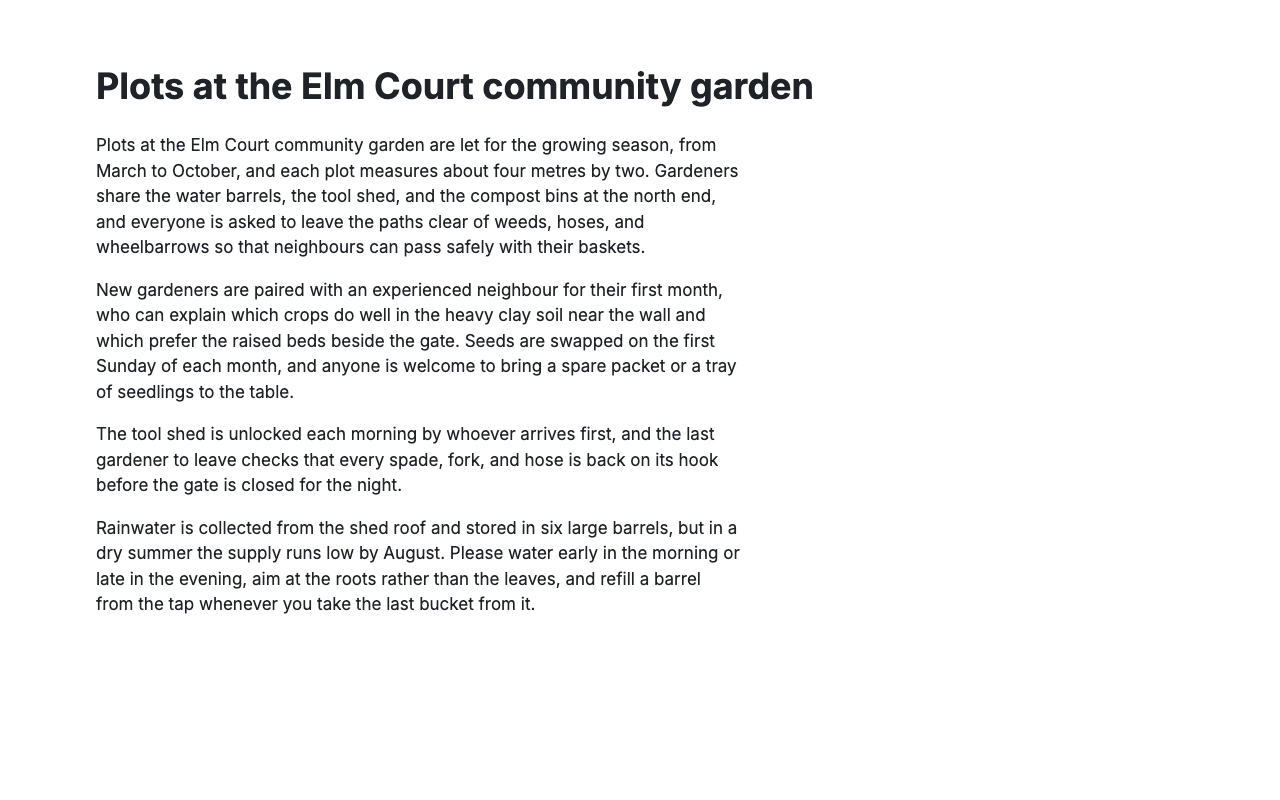 Plots at the Elm Court community garden
Plots at the Elm Court community garden are let for the growing season, from
March to October, and each plot measures about four metres by two. Gardeners
share the water barrels, the tool shed, and the compost bins at the north end,
and everyone is asked to leave the paths clear of weeds, hoses, and
wheelbarrows so that neighbours can pass safely with their baskets.
New gardeners are paired with an experienced neighbour for their first month,
who can explain which crops do well in the heavy clay soil near the wall and
which prefer the raised beds beside the gate. Seeds are swapped on the first
Sunday of each month, and anyone is welcome to bring a spare packet or a tray
of seedlings to the table.
The tool shed is unlocked each morning by whoever arrives first, and the last
gardener to leave checks that every spade, fork, and hose is back on its hook
before the gate is closed for the night.
Rainwater is collected from the shed roof and stored in six large barrels, but in a
dry summer the supply runs low by August. Please water early in the morning or
late in the evening, aim at the roots rather than the leaves, and refill a barrel
from the tap whenever you take the last bucket from it.